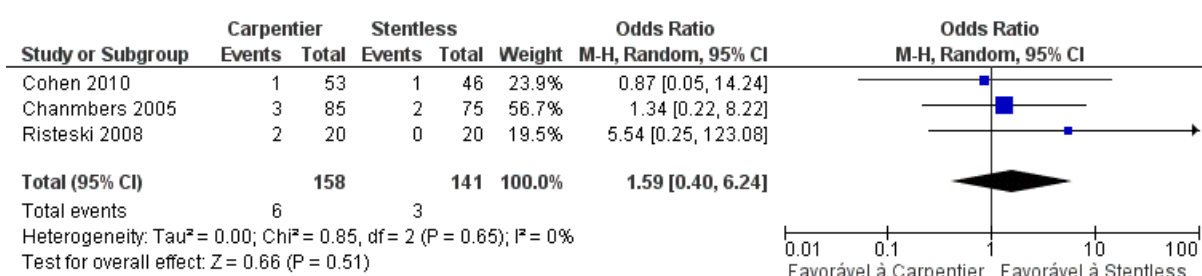 Carpentier Stentless Odds Ratio Odds Ratio
Study or Subgroup Events Total Events Total Weight M-H, Random, 95% CI M-H, Random, 95% CI
Cohen 2010 1 53 1 46 23.9% 0.87 [0.05, 14.24]
Chanmbers 2005 3 85 2 75 56.7% 1.34 [0.22, 8.22]
Risteski 2008 2 20 0 20 19.5% 5.54 [0.25, 123.08]
Total (95% CI) 158 141 100.0% 1.59 [0.40, 6.24]
Total events 6 3
Heterogeneity: Tau² = 0.00; Chi² = 0.85, df = 2 (P = 0.65); I² = 0%
Test for overall effect: Z = 0.66 (P = 0.51)
0.01 0.1 1 10 100
Favorável à Carpentier Favorável à Stentless